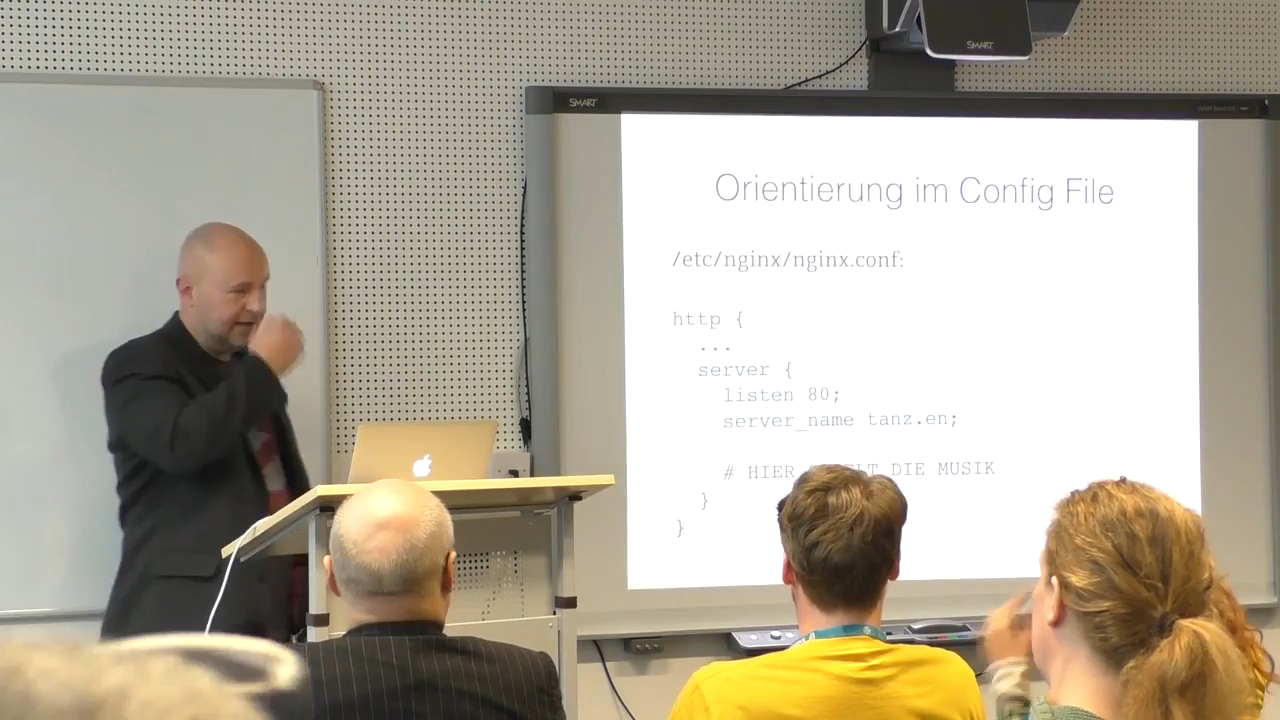 SMART
SMART
Orientierung im Config File
/etc/nginx/nginx.conf:
http {
...
server {
listen 80;
server_name tanz.en;
# HIER DIE MUSIK
}
}